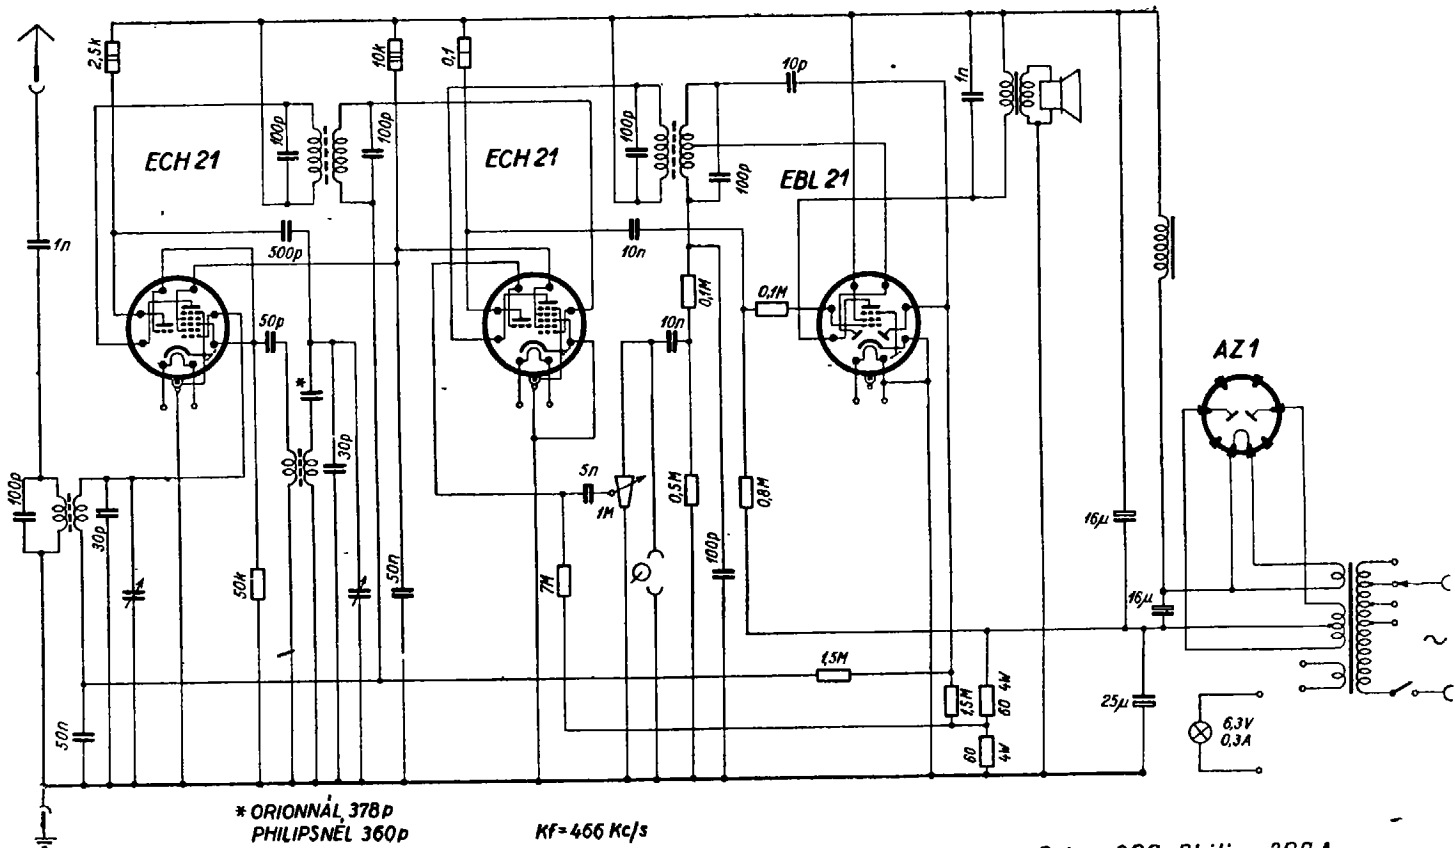 2,5k
10k
0,1
10p
1n
100p
100p
100p
100p
ECH 21
ECH 21
EBL 21
1n
500p
10n
50p
10n
0,1M
0,1M
AZ1
*
30p
5n
1M
0,5M
0,8M
100p
30p
50k
50n
7M
100p
16µ
16µ
1,5M
1,5M
60 4W
60 4W
25µ
6,3V
0,3A
50n
~
* ORIONNÁL, 378p
PHILIPSNÉL 360p
Kf=466 Kc/s